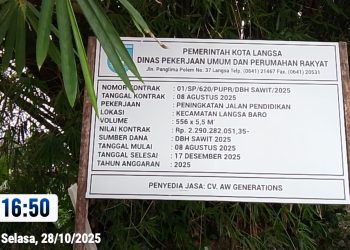 PEMERINTAH KOTA LANGSA
DINAS PEKERJAAN UMUM DAN PERUMAHAN RAKYAT
Jln. Panglima Polem No: 37 Langsa Telp. (0641) 21467 Fax. (0641) 20531
NOMOR KONTRAK : 01/SP/620/PUPR/DBH SAWIT/2025
TANGGAL KONTRAK : 08 AGUSTUS 2025
PEKERJAAN : PENINGKATAN JALAN PENDIDIKAN
LOKASI : KECAMATAN LANGSA BARO
VOLUME : 556 x 5,5 M'
NILAI KONTRAK : Rp. 2.290.282.051,35-
SUMBER DANA : DBH SAWIT 2025
TANGGAL MULAI : 08 AGUSTUS 2025
TANGGAL SELESAI : 17 DESEMBER 2025
TAHUN ANGGARAN : 2025
PENYEDIA JASA: CV. AW GENERATIONS
16:50
Selasa, 28/10/2025